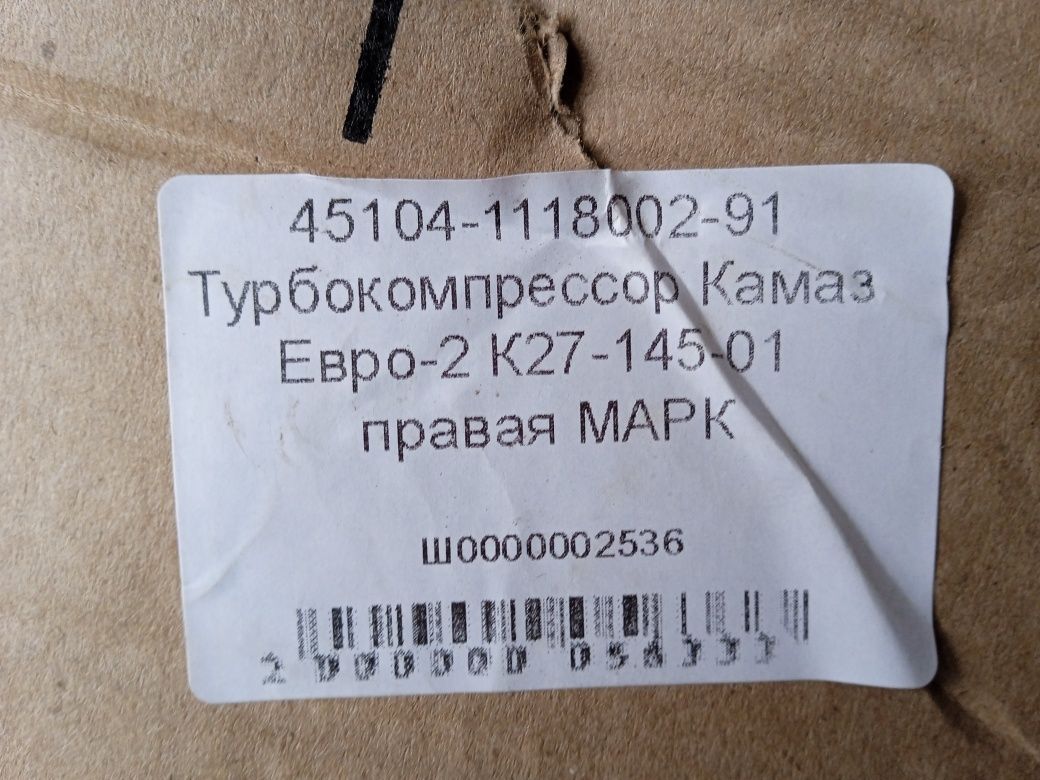 45104-1118002-91
Турбокомпрессор Камаз
Евро-2 К27-145-01
правая МАРК
Ш0000002536